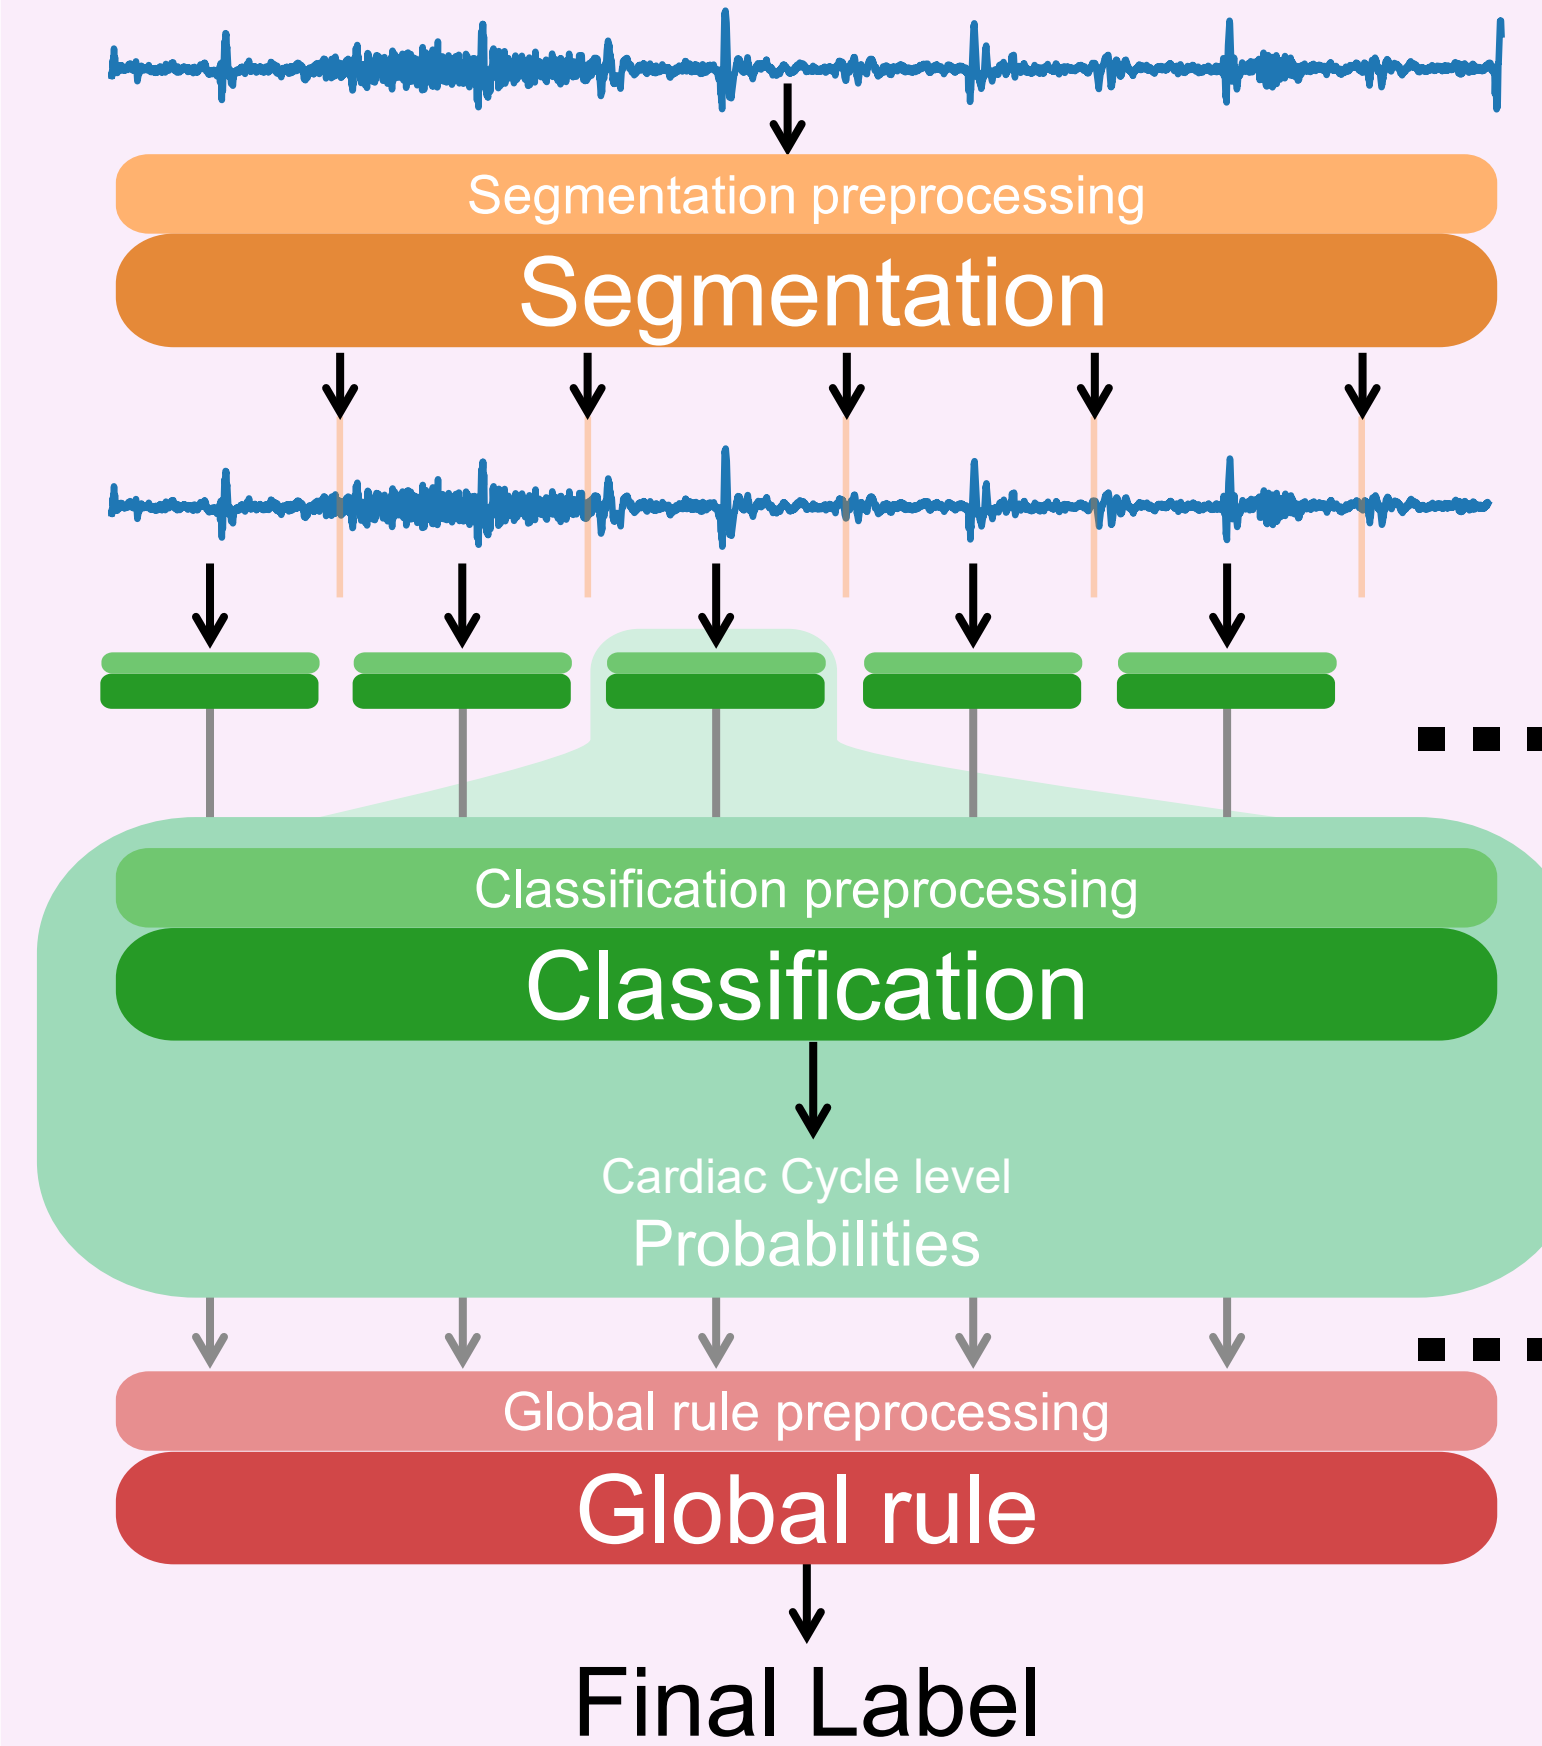 Segmentation preprocessing
Segmentation
Classification preprocessing
Classification
Cardiac Cycle level
Probabilities
Global rule preprocessing
Global rule
Final Label